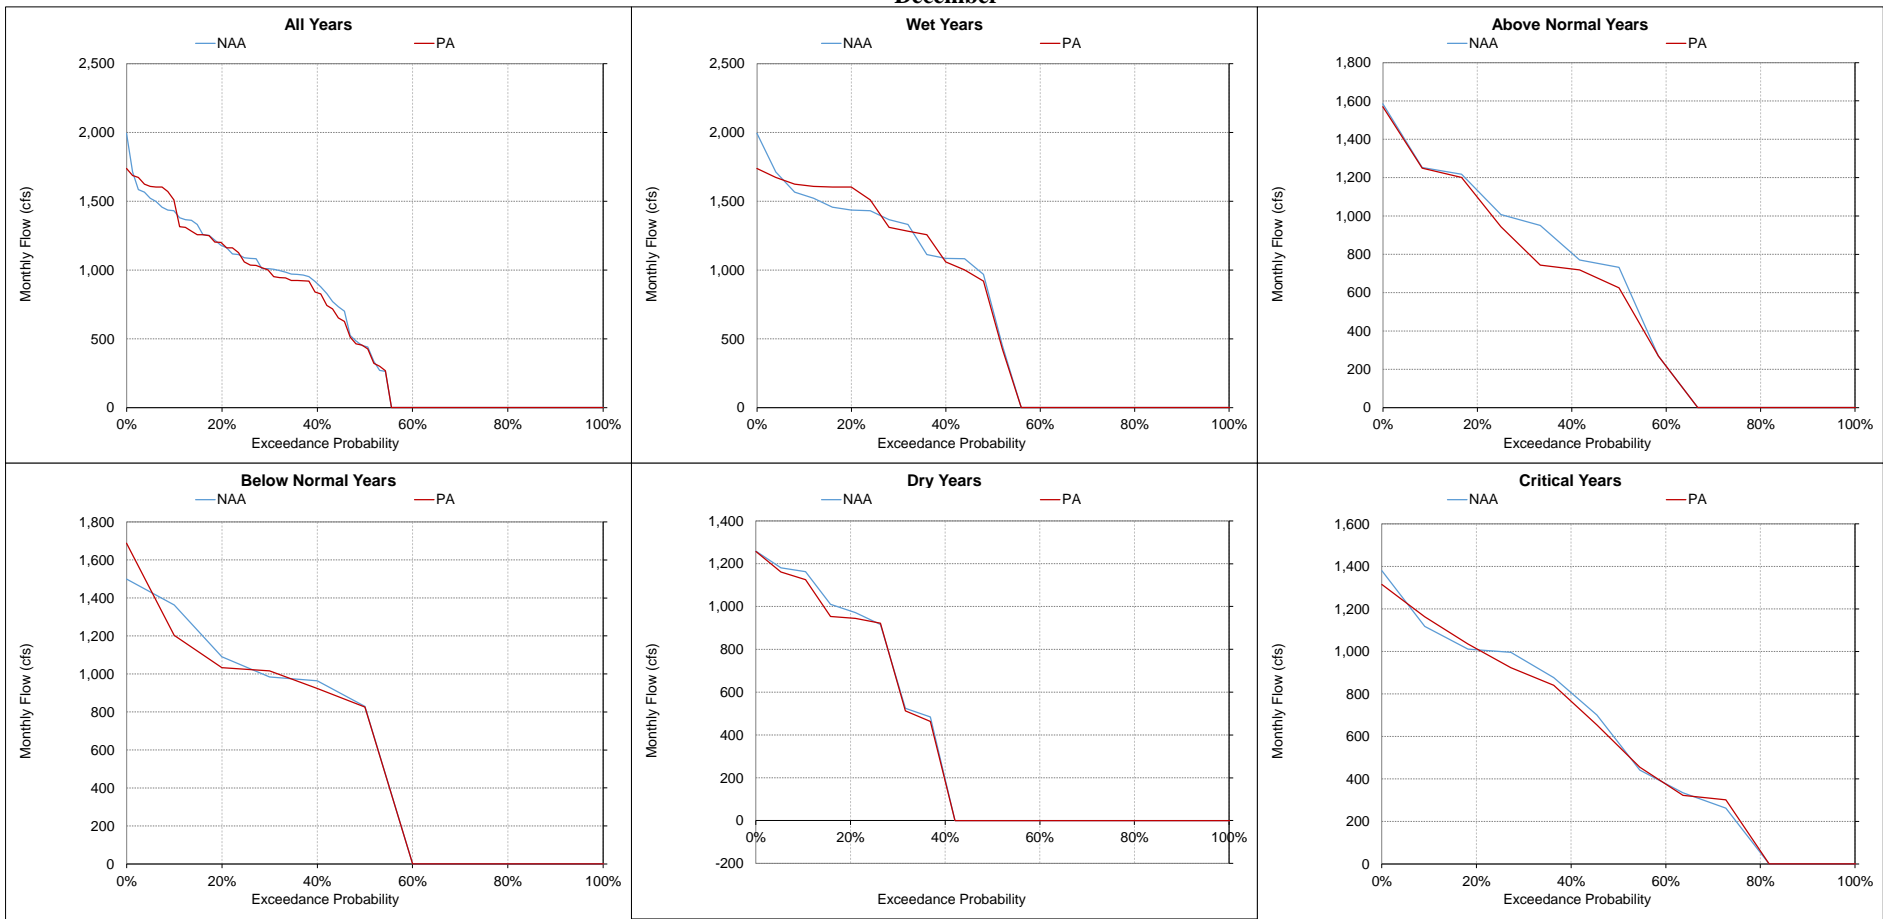 December
All Years
NAA PA
2,500
2,000
1,500
1,000
500
0
0% 20% 40% 60% 80% 100%
Monthly Flow (cfs)
Exceedance Probability
Wet Years
NAA PA
2,500
2,000
1,500
1,000
500
0
0% 20% 40% 60% 80% 100%
Monthly Flow (cfs)
Exceedance Probability
Above Normal Years
NAA PA
1,800
1,600
1,400
1,200
1,000
800
600
400
200
0
0% 20% 40% 60% 80% 100%
Monthly Flow (cfs)
Exceedance Probability
Below Normal Years
NAA PA
1,800
1,600
1,400
1,200
1,000
800
600
400
200
0
0% 20% 40% 60% 80% 100%
Monthly Flow (cfs)
Exceedance Probability
Dry Years
NAA PA
1,400
1,200
1,000
800
600
400
200
0
-200
0% 20% 40% 60% 80% 100%
Monthly Flow (cfs)
Exceedance Probability
Critical Years
NAA PA
1,600
1,400
1,200
1,000
800
600
400
200
0
0% 20% 40% 60% 80% 100%
Monthly Flow (cfs)
Exceedance Probability